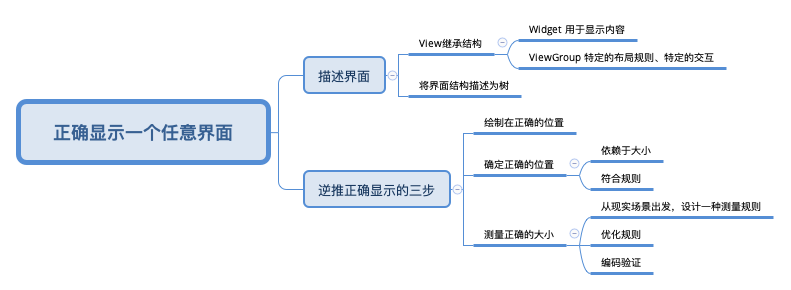 正确显示一个任意界面
描述界面
View继承结构
Widget 用于显示内容
ViewGroup 特定的布局规则、特定的交互
将界面结构描述为树
逆推正确显示的三步
绘制在正确的位置
确定正确的位置
依赖于大小
符合规则
测量正确的大小
从现实场景出发，设计一种测量规则
优化规则
编码验证